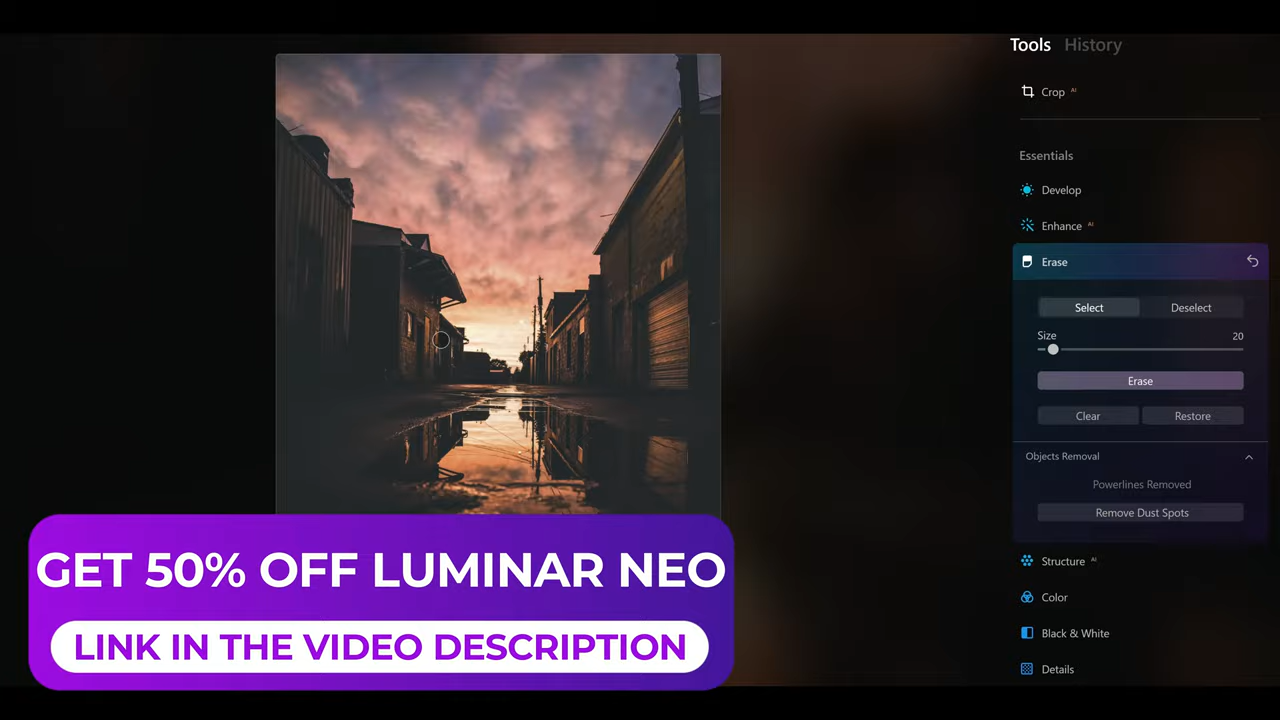 Tools History
Crop AI
Essentials
Develop
Enhance AI
Erase
Select Deselect
Size 20
Erase
Clear Restore
Objects Removal
Powerlines Removed
Remove Dust Spots
Structure AI
Color
Black & White
Details
GET 50% OFF LUMINAR NEO
LINK IN THE VIDEO DESCRIPTION